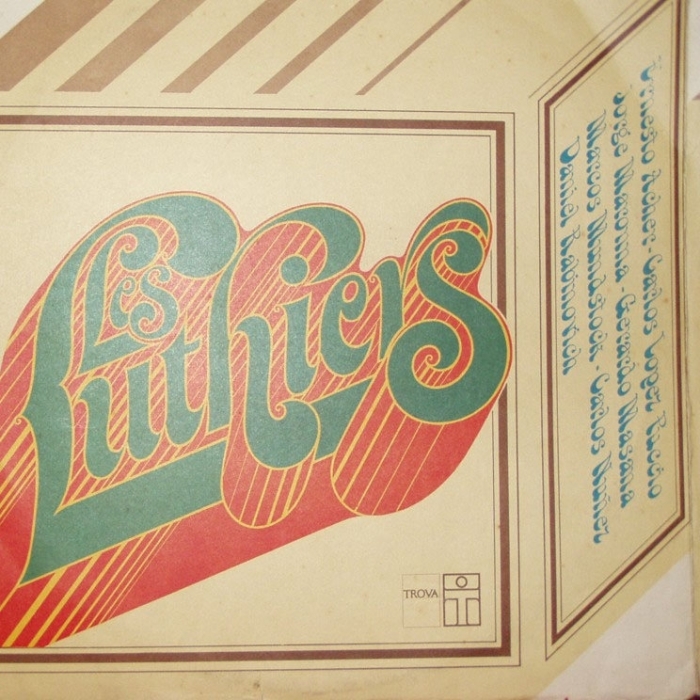 Les
Luthiers
TROVA
Ernesto Acher-Carlos Lopez Puccio
Jorge Maronna-Gerardo Masana
Marcos Mundstock-Carlos Nuñez
Daniel Rabinovich